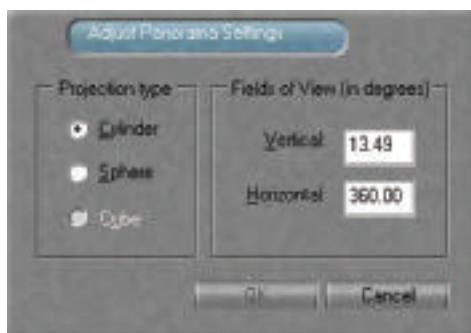 Adjust Panorama Settings
Projection type
Cylinder
Sphere
Cube
Fields of View (in degrees)
Vertical 13.49
Horizontal 360.00
Ok Cancel